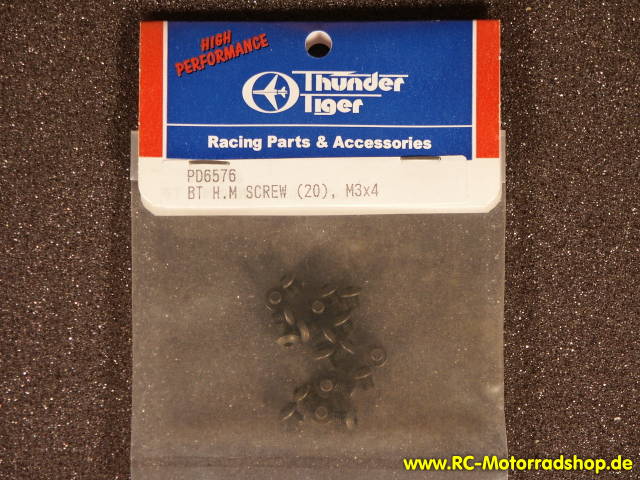 HIGH
PERFORMANCE
Thunder
Tiger
Racing Parts & Accessories
PD6576
BT H.M SCREW (20), M3x4
www.RC-Motorradshop.de